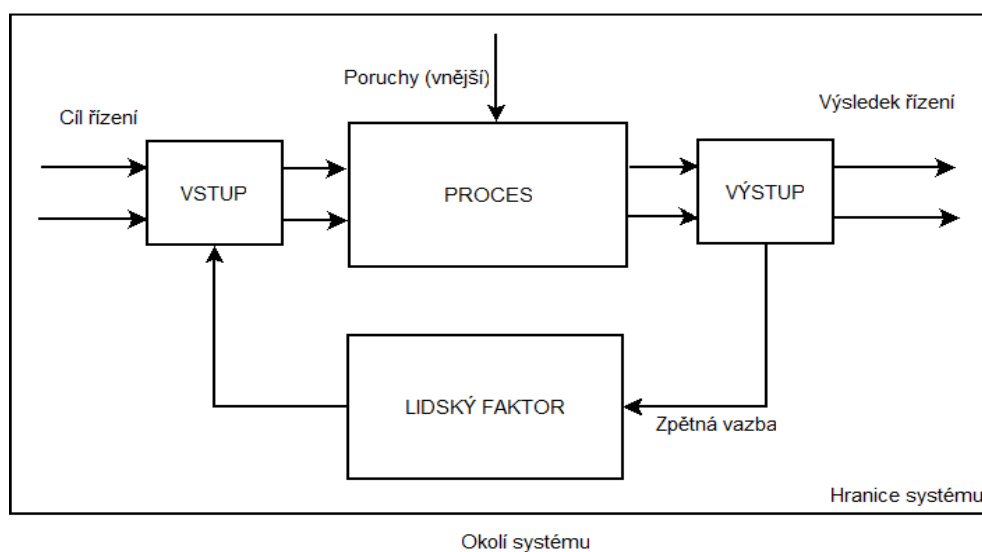 Poruchy (vnější)
Cíl řízení
Výsledek řízení
VSTUP
PROCES
VÝSTUP
LIDSKÝ FAKTOR
Zpětná vazba
Hranice systému
Okolí systému